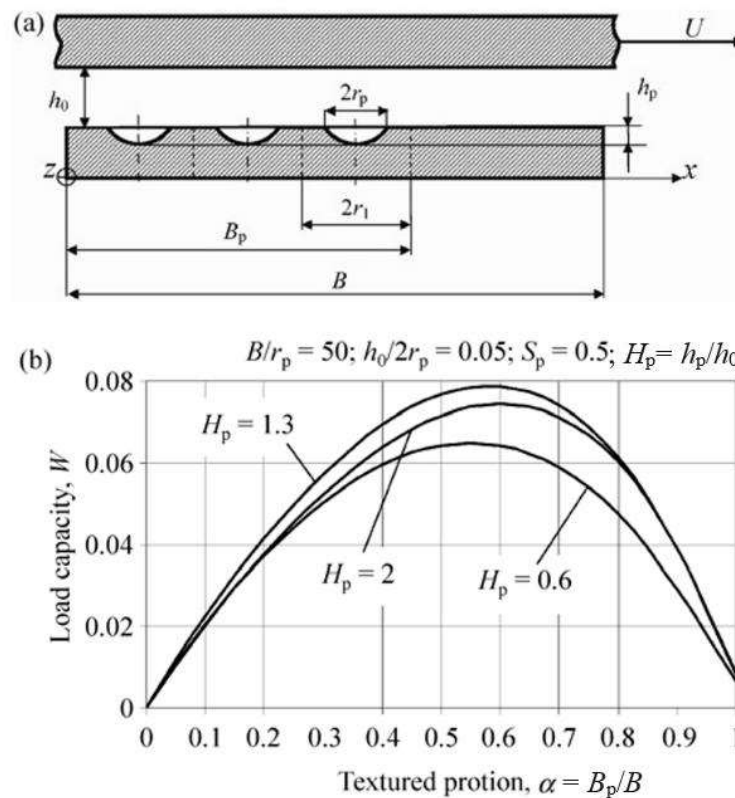 (a)
U
h₀
2rₚ
hₚ
z
x
2r₁
Bₚ
B
(b)
B/rₚ = 50; h₀/2rₚ = 0.05; Sₚ = 0.5; Hₚ= hₚ/h₀
0.08
0.06
0.04
0.02
0
Load capacity, W
Hₚ = 1.3
Hₚ = 2
Hₚ = 0.6
0 0.1 0.2 0.3 0.4 0.5 0.6 0.7 0.8 0.9 1
Textured protion, α = Bₚ/B